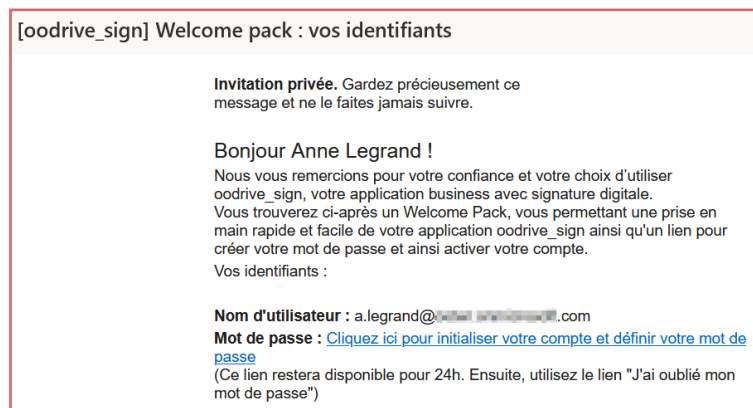 [oodrive_sign] Welcome pack : vos identifiants
Invitation privée. Gardez précieusement ce
message et ne le faites jamais suivre.
Bonjour Anne Legrand !
Nous vous remercions pour votre confiance et votre choix d’utiliser
oodrive_sign, votre application business avec signature digitale.
Vous trouverez ci-après un Welcome Pack, vous permettant une prise en
main rapide et facile de votre application oodrive_sign ainsi qu'un lien pour
créer votre mot de passe et ainsi activer votre compte.
Vos identifiants :
Nom d'utilisateur : a.legrand@ .com
Mot de passe : Cliquez ici pour initialiser votre compte et définir votre mot de
passe
(Ce lien restera disponible pour 24h. Ensuite, utilisez le lien "J'ai oublié mon
mot de passe")